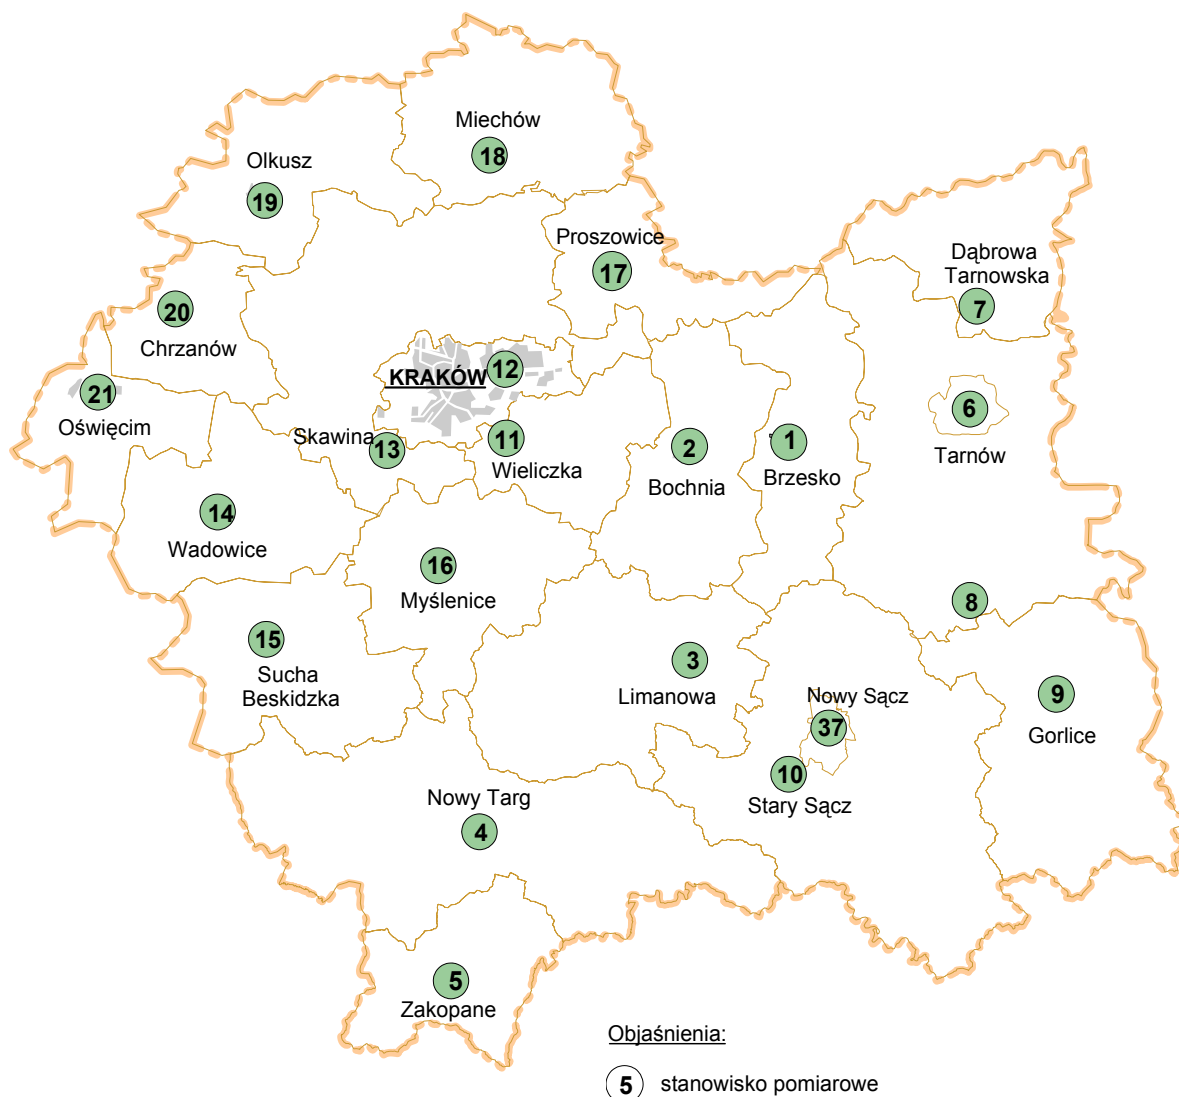 Miechów
18
Olkusz
19
Proszowice
17
Dąbrowa
Tarnowska
7
20
Chrzanów
12
KRAKÓW
21
Oświęcim
6
Tarnów
Skawina
13
11
Wieliczka
2
Bochnia
1
Brzesko
14
Wadowice
16
Myślenice
8
15
Sucha
Beskidzka
3
Limanowa
Nowy Sącz
37
9
Gorlice
10
Stary Sącz
Nowy Targ
4
5
Zakopane
Objaśnienia:
5 stanowisko pomiarowe